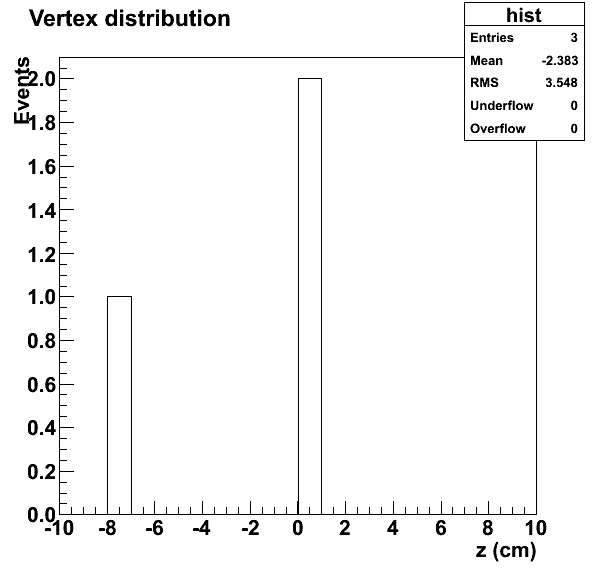 Vertex distribution
hist
Entries 3
Mean -2.383
RMS 3.548
Underflow 0
Overflow 0
Events
2.0
1.8
1.6
1.4
1.2
1.0
0.8
0.6
0.4
0.2
0.0
-10 -8 -6 -4 -2 0 2 4 6 8 10
z (cm)